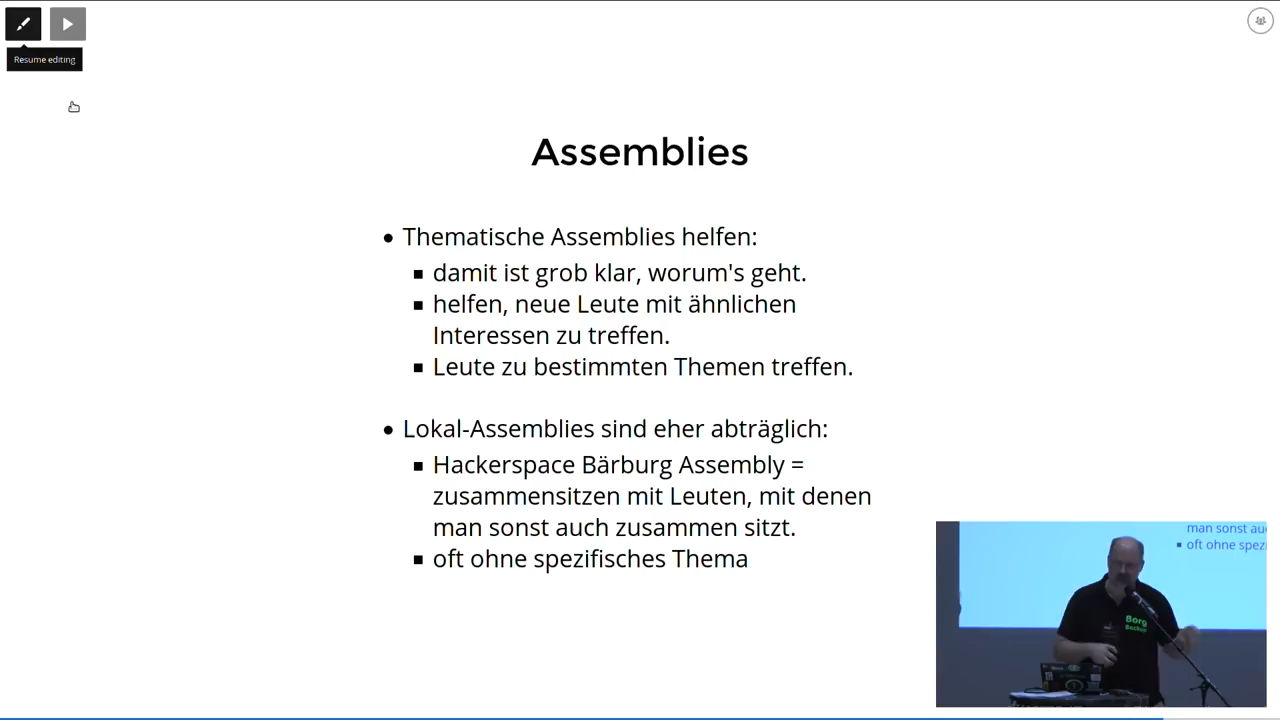 Resume editing
Assemblies
Thematische Assemblies helfen:
damit ist grob klar, worum's geht.
helfen, neue Leute mit ähnlichen
Interessen zu treffen.
Leute zu bestimmten Themen treffen.
Lokal-Assemblies sind eher abträglich:
Hackerspace Bärburg Assembly =
zusammensitzen mit Leuten, mit denen
man sonst auch zusammen sitzt.
oft ohne spezifisches Thema
man sonst au
oft ohne spez
Borg